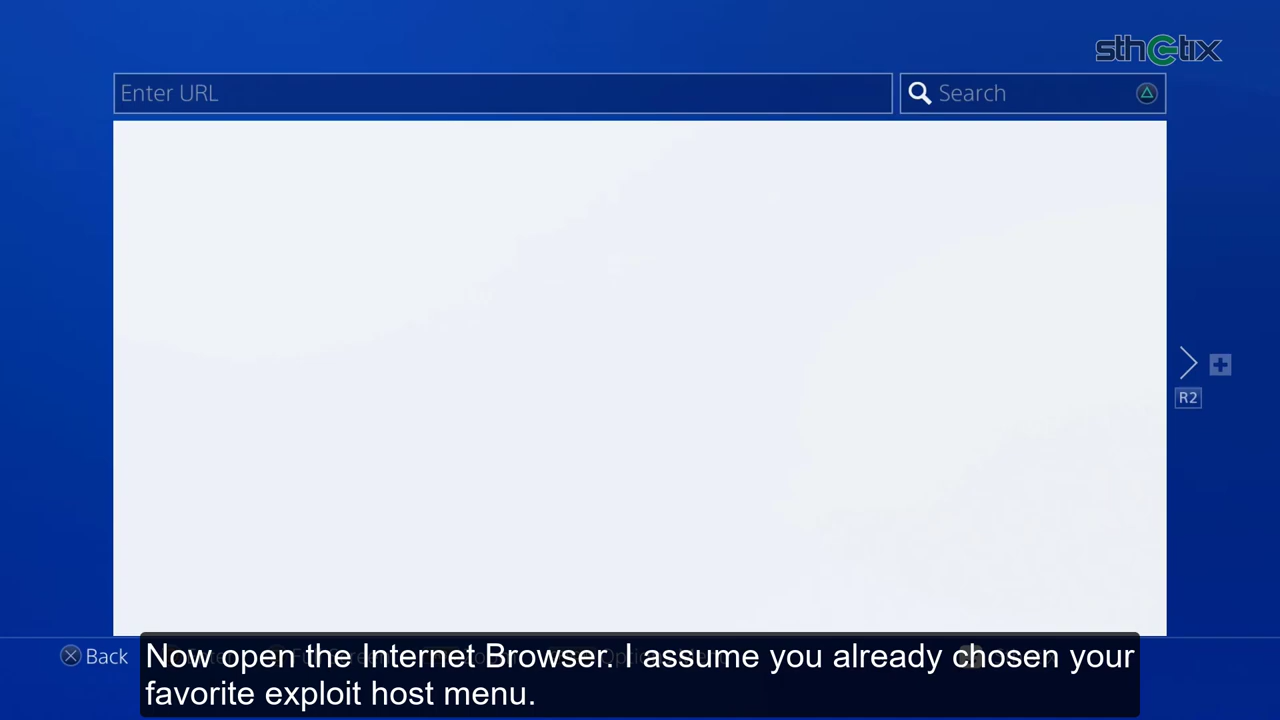 sthetix
Enter URL
Search
R2
Back
Now open the Internet Browser. I assume you already chosen your
favorite exploit host menu.